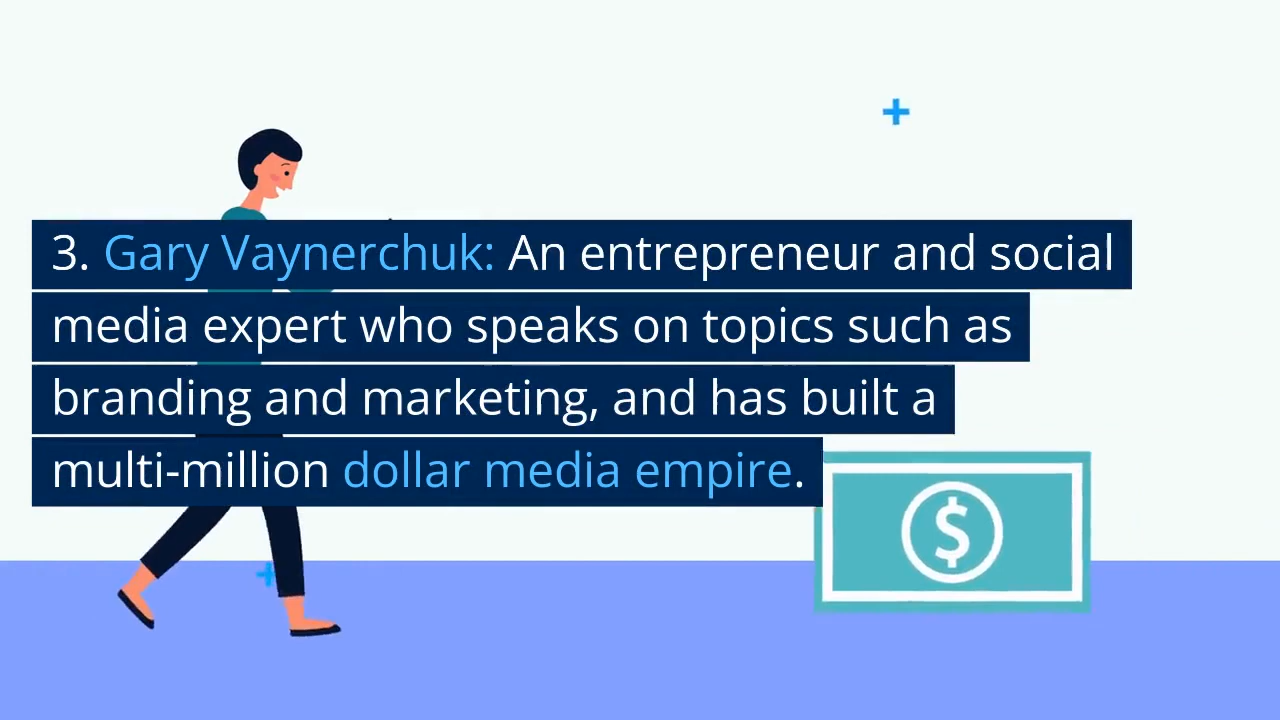 3. Gary Vaynerchuk: An entrepreneur and social
media expert who speaks on topics such as
branding and marketing, and has built a
multi-million dollar media empire.
$